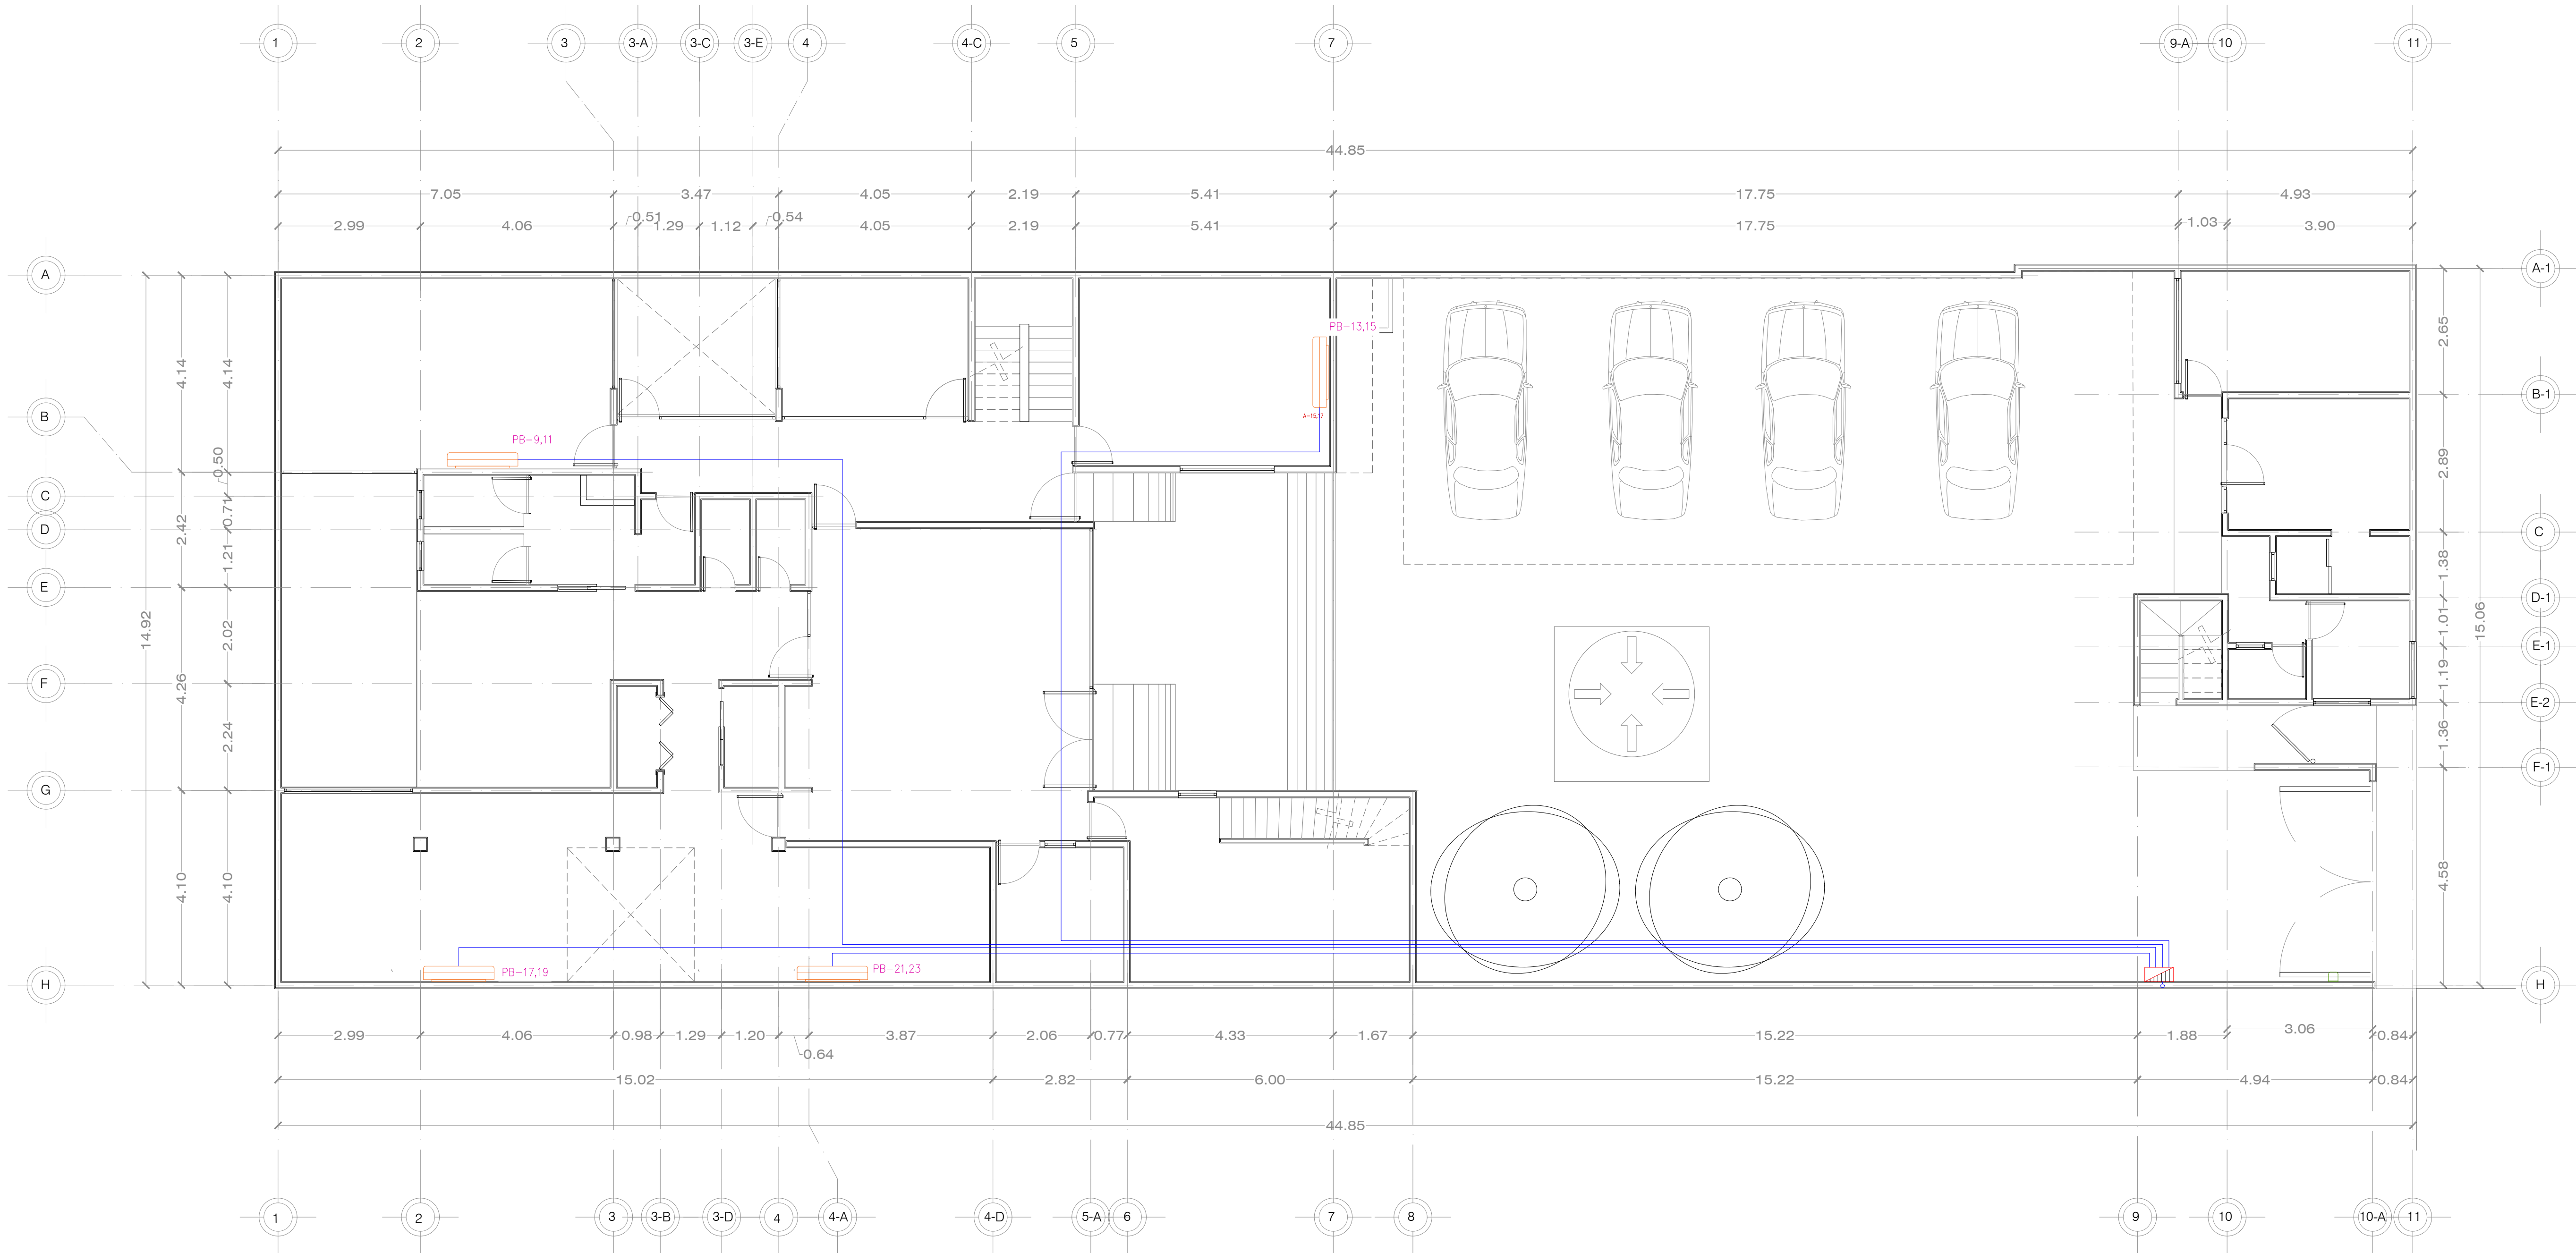 1 2 3 3-A 3-C 3-E 4 4-C 5 7 9-A 10 11
44.85
7.05 3.47 4.05 2.19 5.41 17.75 4.93
2.99 4.06 0.51 1.29 1.12 0.54 4.05 2.19 5.41 17.75 1.03 3.90
A
B
C
D
E
F
G
H
14.92
4.14
2.42
4.26
4.10
4.14
0.50
0.71
1.21
2.02
2.24
4.10
PB-9,11
PB-13,15
A-15,17
PB-17,19
PB-21,23
2.65
2.89
1.38
1.01
1.19
1.36
4.58
15.06
A-1
B-1
C
D-1
E-1
E-2
F-1
H
2.99 4.06 0.98 1.29 1.20 0.64 3.87 2.06 0.77 4.33 1.67 15.22 1.88 3.06 0.84
15.02 2.82 6.00 15.22 4.94 0.84
44.85
1 2 3 3-B 3-D 4 4-A 4-D 5-A 6 7 8 9 10 10-A 11